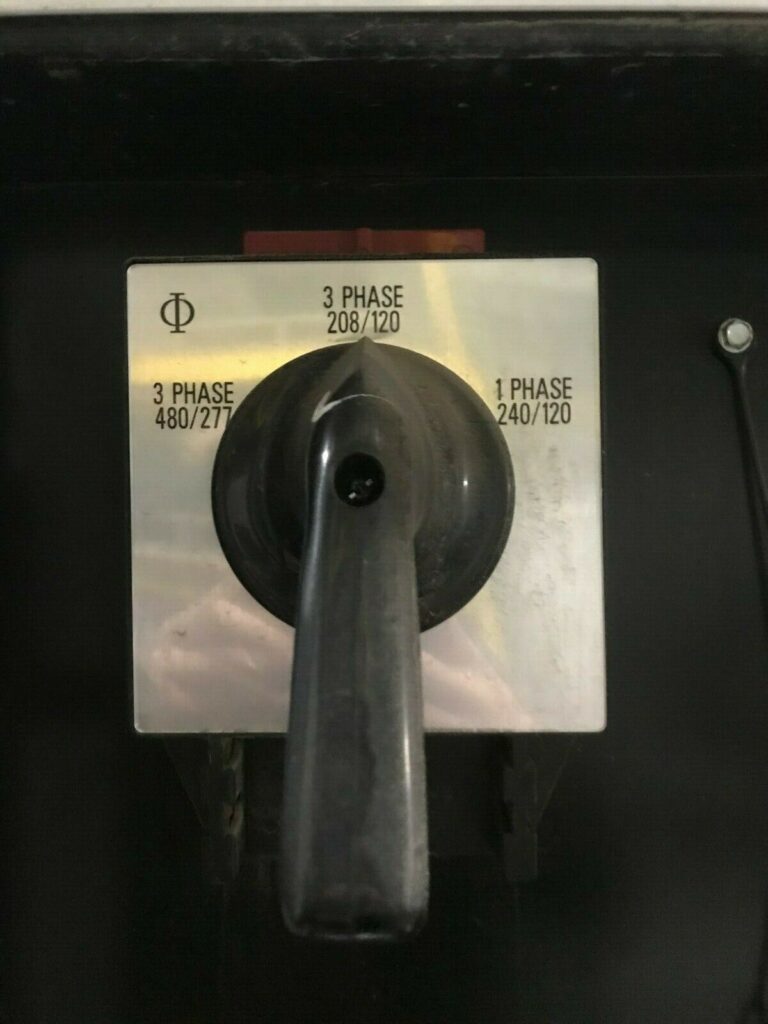 Φ
3 PHASE
208/120
3 PHASE
480/277
1 PHASE
240/120